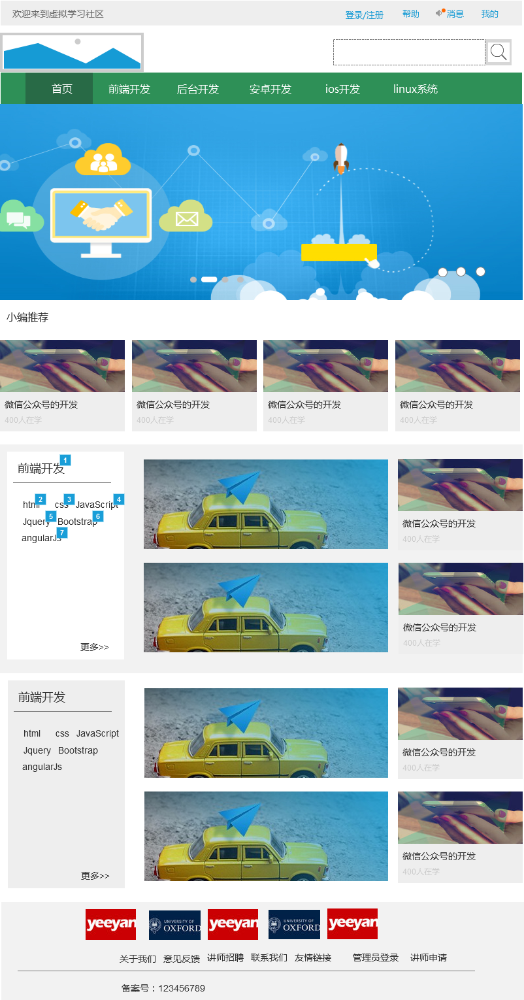 欢迎来到虚拟学习社区 登录/注册 帮助 消息 我的
首页 前端开发 后台开发 安卓开发 ios开发 linux系统
小编推荐
微信公众号的开发 微信公众号的开发 微信公众号的开发 微信公众号的开发
400人在学 400人在学 400人在学 400人在学
前端开发 1
html 2 css 3 JavaScript 4
Jquery 5 Bootstrap 6
angularJs 7
更多>>
微信公众号的开发
400人在学
微信公众号的开发
400人在学
前端开发
html css JavaScript
Jquery Bootstrap
angularJs
更多>>
微信公众号的开发
400人在学
微信公众号的开发
400人在学
yeeyan UNIVERSITY OF OXFORD yeeyan UNIVERSITY OF OXFORD yeeyan
关于我们 意见反馈 讲师招聘 联系我们 友情链接 管理员登录 讲师申请
备案号：123456789